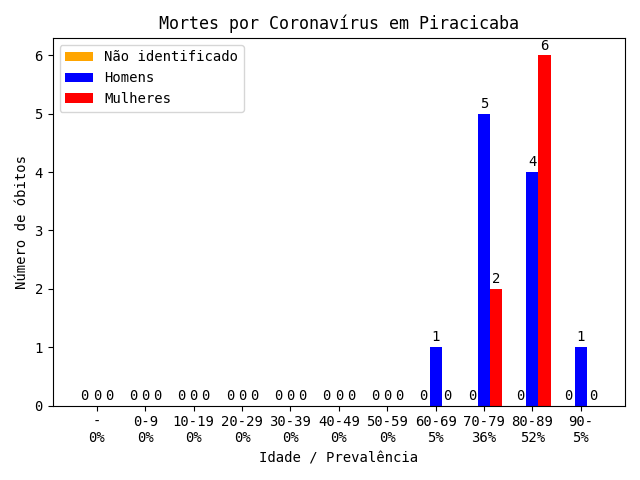 Mortes por Coronavírus em Piracicaba
Não identificado
Homens
Mulheres
Número de óbitos
6
5
4
3
2
1
0
0 0 0 0 0 0 0 0 0 0 0 0 0 0 0 0 0 0 0 0 0 0 1 0 0 5 2 0 4 6 0 1 0
- 0-9 10-19 20-29 30-39 40-49 50-59 60-69 70-79 80-89 90-
0% 0% 0% 0% 0% 0% 0% 5% 36% 52% 5%
Idade / Prevalência